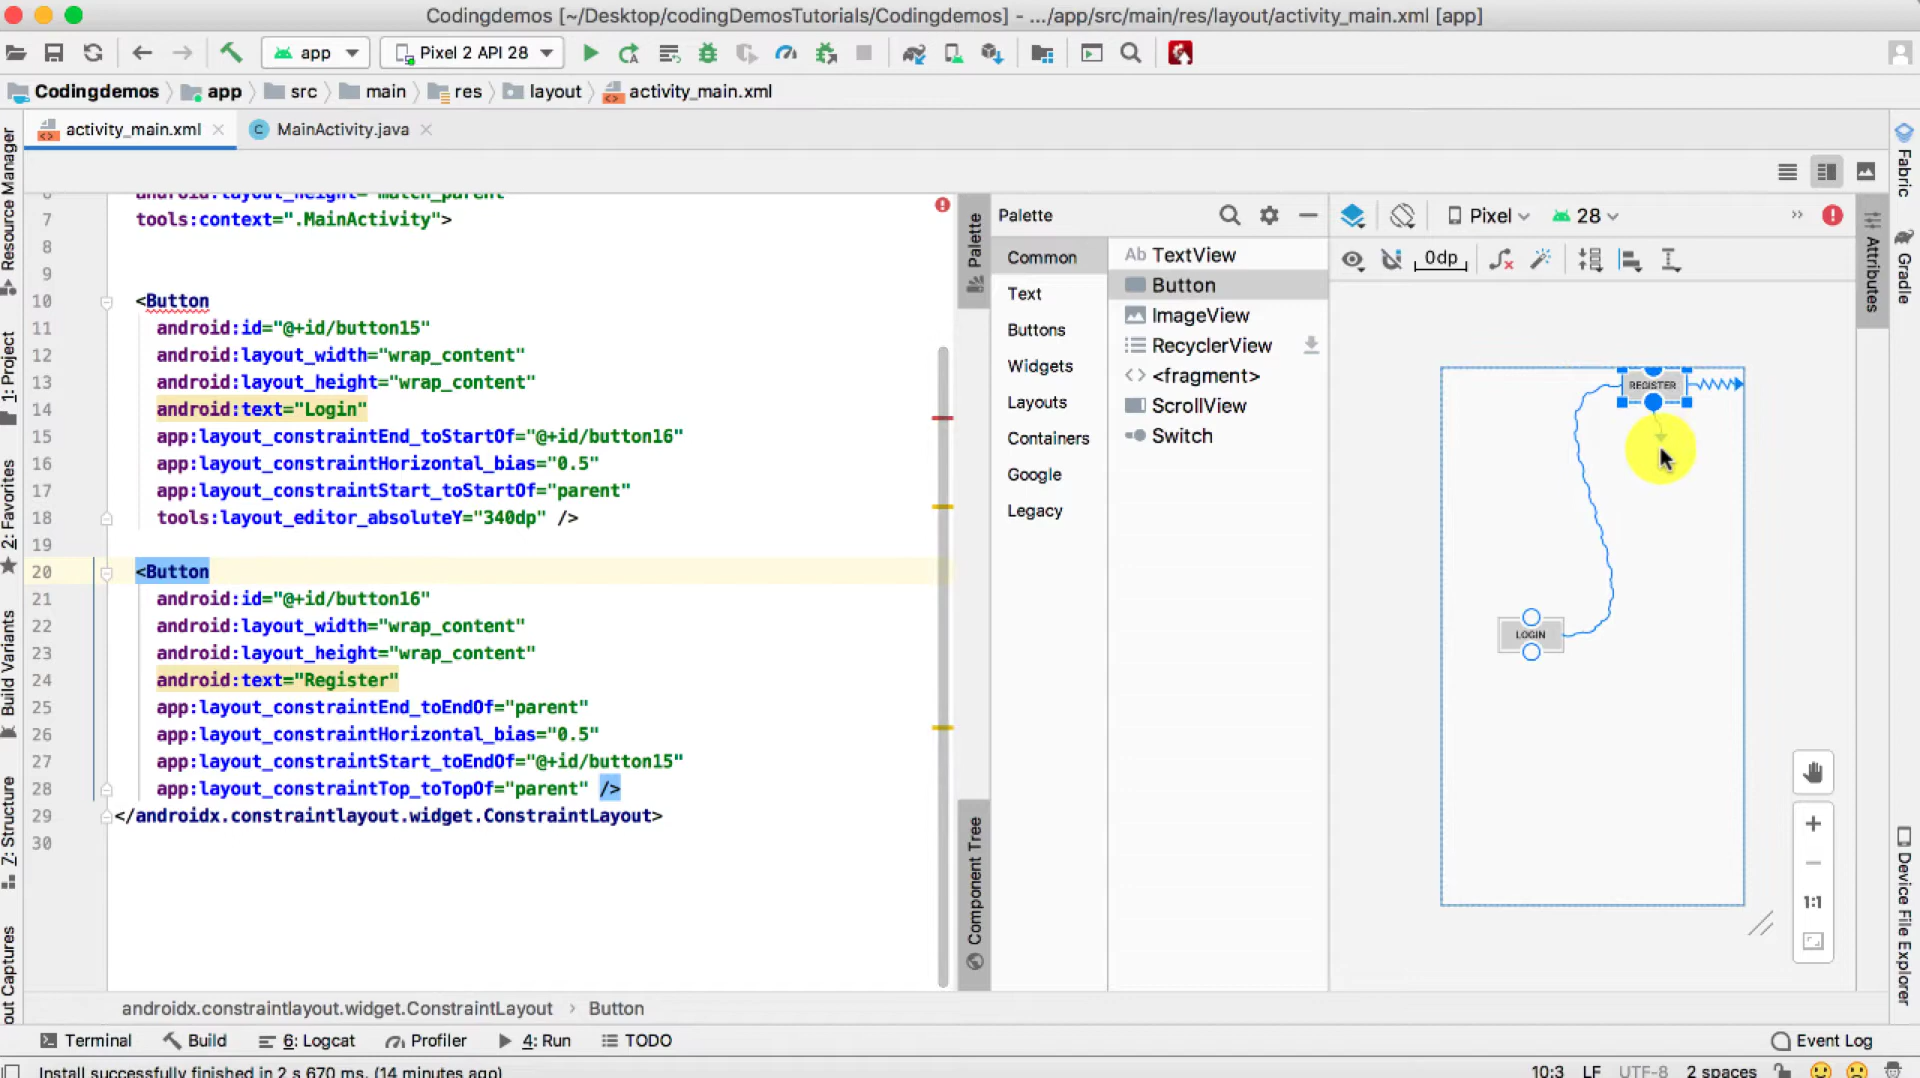 Codingdemos [~/Desktop/codingDemosTutorials/Codingdemos] - .../app/src/main/res/layout/activity_main.xml [app]
app
Pixel 2 API 28
Codingdemos
app
src
main
res
layout
activity_main.xml
activity_main.xml
MainActivity.java
Resource Manager
1: Project
2: Favorites
Build Variants
7: Structure
out Captures
android:layout_height="match_parent"
7 tools:context=".MainActivity">
8
9
10 <Button
11 android:id="@+id/button15"
12 android:layout_width="wrap_content"
13 android:layout_height="wrap_content"
14 android:text="Login"
15 app:layout_constraintEnd_toStartOf="@+id/button16"
16 app:layout_constraintHorizontal_bias="0.5"
17 app:layout_constraintStart_toStartOf="parent"
18 tools:layout_editor_absoluteY="340dp" />
19
20 <Button
21 android:id="@+id/button16"
22 android:layout_width="wrap_content"
23 android:layout_height="wrap_content"
24 android:text="Register"
25 app:layout_constraintEnd_toEndOf="parent"
26 app:layout_constraintHorizontal_bias="0.5"
27 app:layout_constraintStart_toEndOf="@+id/button15"
28 app:layout_constraintTop_toTopOf="parent" />
29 </androidx.constraintlayout.widget.ConstraintLayout>
30
Palette
Component Tree
Palette
Common
Text
Buttons
Widgets
Layouts
Containers
Google
Legacy
Ab TextView
Button
ImageView
RecyclerView
<> <fragment>
ScrollView
Switch
Pixel
28
0dp
REGISTER
LOGIN
+
−
1:1
Attributes
Fabric
Gradle
Device File Explorer
androidx.constraintlayout.widget.ConstraintLayout › Button
Terminal
Build
6: Logcat
Profiler
4: Run
TODO
Event Log
Install successfully finished in 2 s 670 ms. (14 minutes ago)
10:3
LF
UTF-8
2 spaces